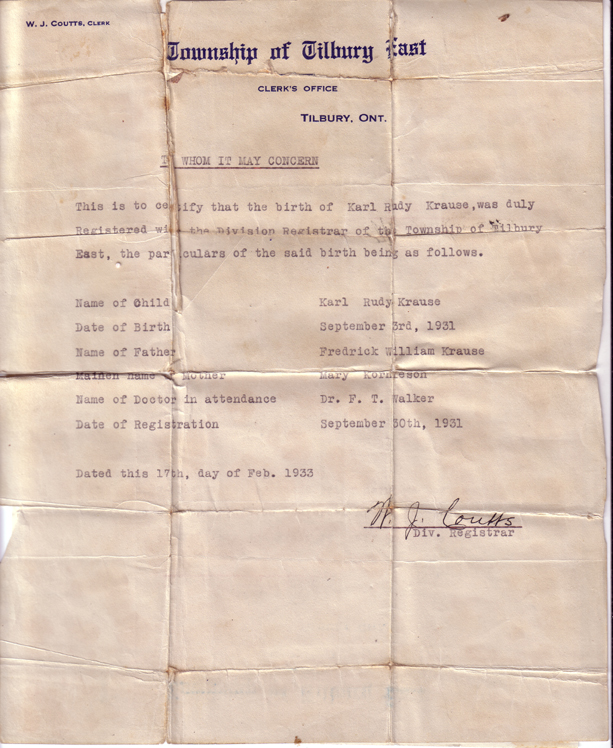 W. J. COUTTS, CLERK
Township of Tilbury East
CLERK'S OFFICE
TILBURY, ONT.
TO WHOM IT MAY CONCERN
This is to certify that the birth of Karl Rudy Krause,was duly
Registered with the Division Registrar of the Township of Tilbury
East, the particulars of the said birth being as follows.
Name of Child Karl Rudy Krause
Date of Birth September 3rd, 1931
Name of Father Fredrick William Krause
Maiden name of Mother Mary
Name of Doctor in attendance Dr. F. T. Walker
Date of Registration September 30th, 1931
Dated this 17th, day of Feb. 1933
W. J. Coutts
Div. Registrar